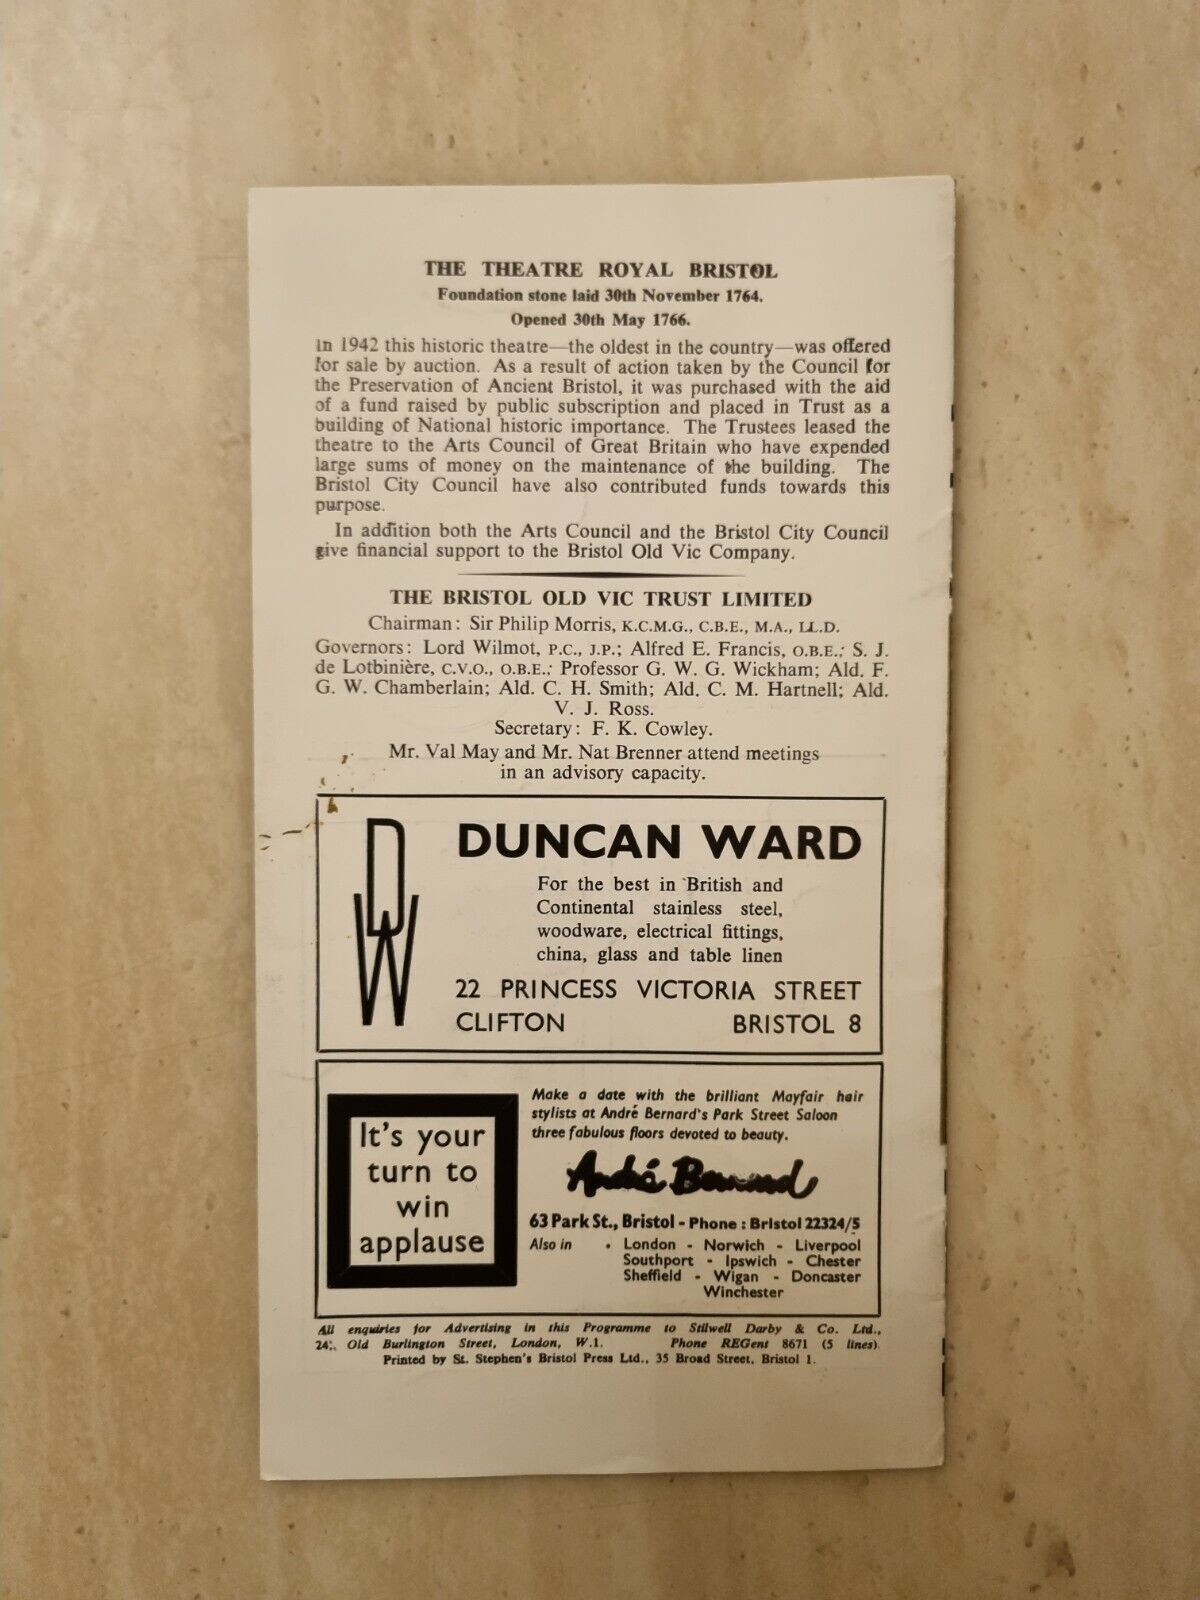 THE THEATRE ROYAL BRISTOL
Foundation stone laid 30th November 1764.
Opened 30th May 1766.
In 1942 this historic theatre—the oldest in the country—was offered
for sale by auction. As a result of action taken by the Council for
the Preservation of Ancient Bristol, it was purchased with the aid
of a fund raised by public subscription and placed in Trust as a
building of National historic importance. The Trustees leased the
theatre to the Arts Council of Great Britain who have expended
large sums of money on the maintenance of the building. The
Bristol City Council have also contributed funds towards this
purpose.
In addition both the Arts Council and the Bristol City Council
give financial support to the Bristol Old Vic Company.
THE BRISTOL OLD VIC TRUST LIMITED
Chairman: Sir Philip Morris, K.C.M.G., C.B.E., M.A., LL.D.
Governors: Lord Wilmot, P.C., J.P.; Alfred E. Francis, O.B.E.; S. J.
de Lotbinière, C.V.O., O.B.E.; Professor G. W. G. Wickham; Ald. F.
G. W. Chamberlain; Ald. C. H. Smith; Ald. C. M. Hartnell; Ald.
V. J. Ross.
Secretary: F. K. Cowley.
Mr. Val May and Mr. Nat Brenner attend meetings
in an advisory capacity.
DW
DUNCAN WARD
For the best in British and
Continental stainless steel,
woodware, electrical fittings,
china, glass and table linen
22 PRINCESS VICTORIA STREET
CLIFTON BRISTOL 8
It's your
turn to
win
applause
Make a date with the brilliant Mayfair hair
stylists at André Bernard's Park Street Saloon
three fabulous floors devoted to beauty.
André Bernard
63 Park St., Bristol - Phone: Bristol 22324/5
Also in • London - Norwich - Liverpool
Southport - Ipswich - Chester
Sheffield - Wigan - Doncaster
Winchester
All enquiries for Advertising in this Programme to Stilwell Darby & Co. Ltd.,
24, Old Burlington Street, London, W.1. Phone REGent 8671 (5 lines)
Printed by St. Stephen's Bristol Press Ltd., 35 Broad Street, Bristol 1.